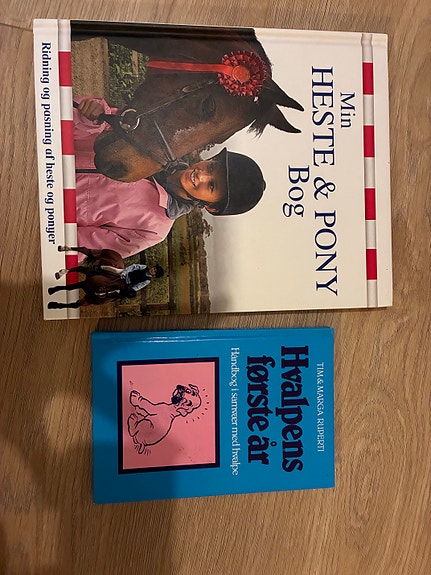 Min
HESTE & PONY
Bog
Ridning og pasning af heste og ponyer
TIM & MARGA RUPERTI
Hvalpens
første år
Håndbog i samvær med hvalpe